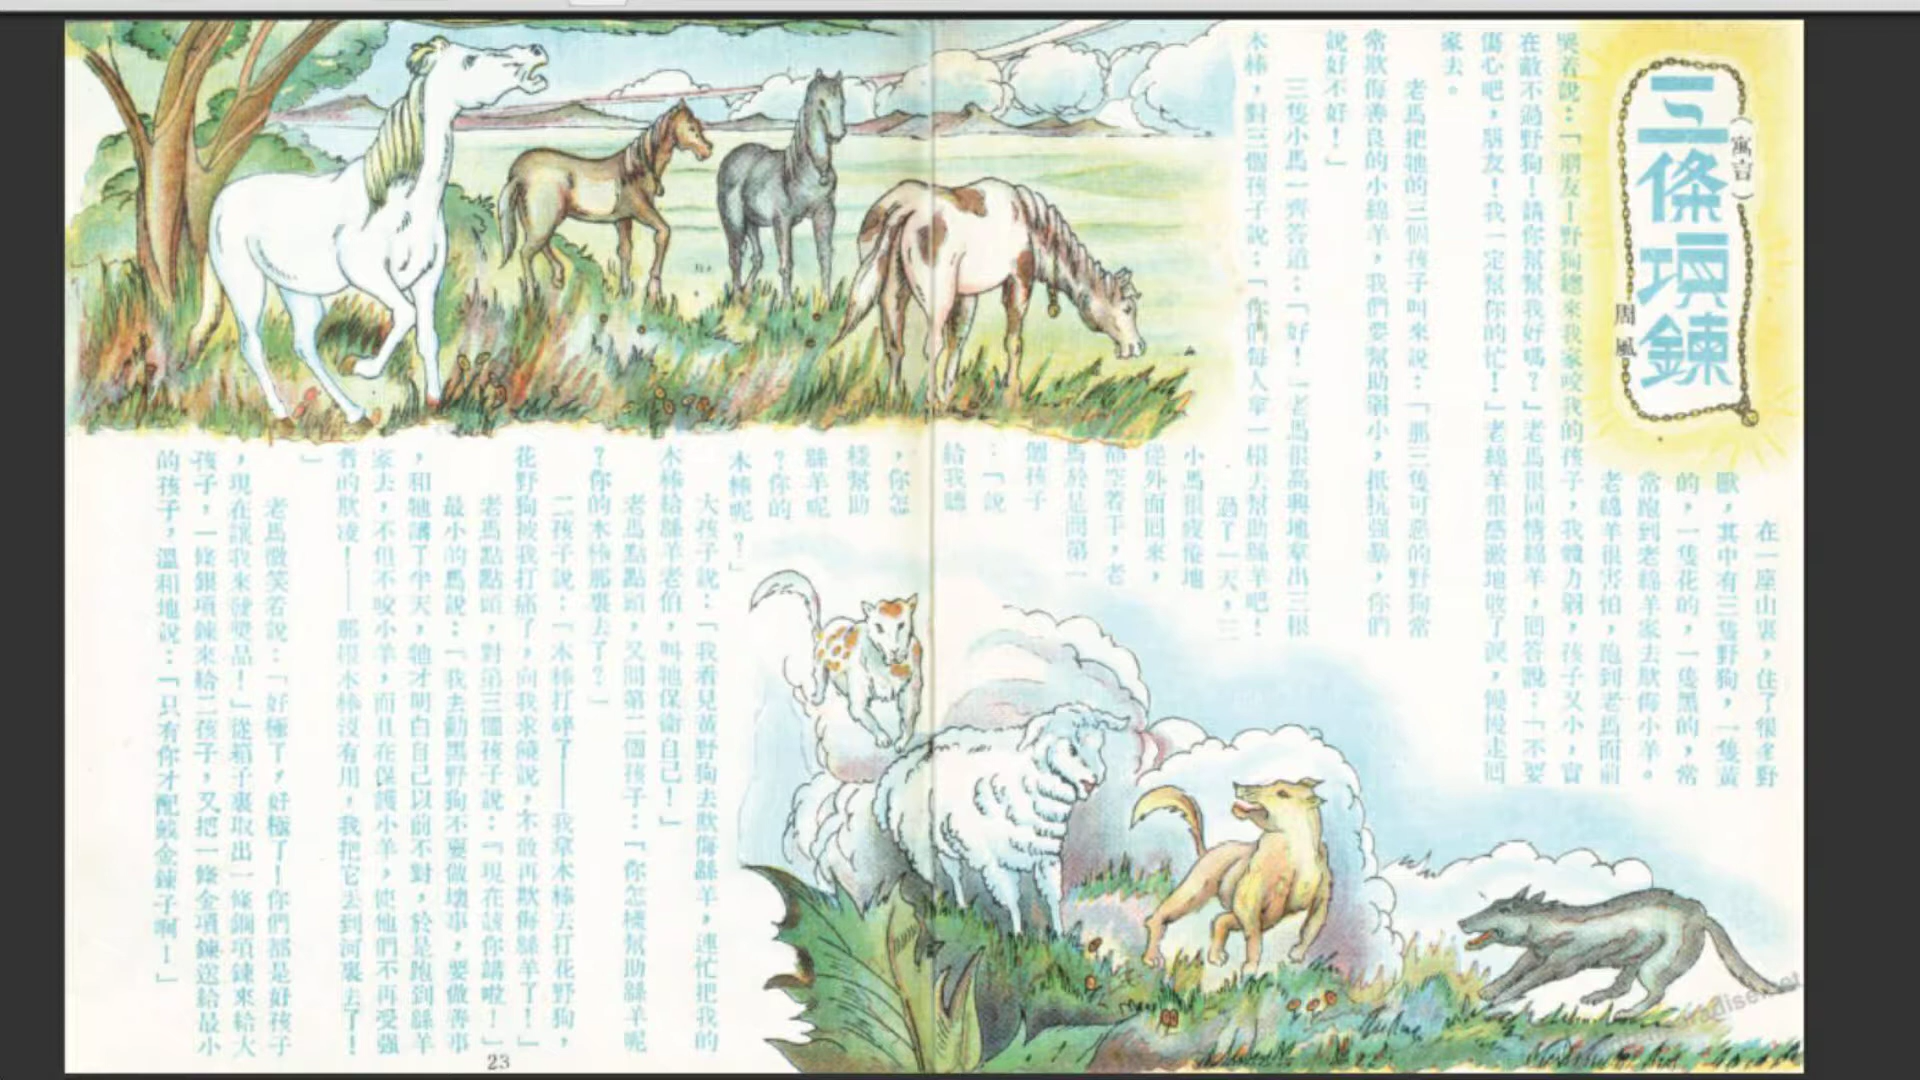 三條項鍊
(寓言)
周風
在一座山裏，住了很多野
獸，其中有三隻野狗，一隻黃
的，一隻花的，一隻黑的，常
常跑到老綿羊家去欺侮小羊。
老綿羊很害怕，跑到老馬面前
哭着說：「朋友！野狗總來我家咬我的孩子，我體力弱，孩子又小，實
在敵不過野狗！請你幫幫我好嗎？」老馬很同情綿羊，回答說：「不要
傷心吧，朋友！我一定幫你的忙！」老綿羊很感激地收了淚，慢慢走回
家去。
老馬把牠的三個孩子叫來說：「那三隻可惡的野狗常
常欺侮善良的小綿羊，我們要幫助弱小，抵抗强暴，你們
說好不好！」
三隻小馬一齊答道：「好！」老馬很高興地拿出三根
木棒，對三個孩子說：「你們每人拿一根去幫助緜羊吧！
過了一天，三
小馬很疲倦地
從外面回來，
都空着手，老
馬於是問第一
個孩子
：「說
給我聽
，你怎
樣幫助
緜羊呢
？你的
木棒呢？」
大孩子說：「我看見黃野狗去欺侮緜羊，連忙把我的
木棒給緜羊老伯，叫牠保衛自己！」
老馬點點頭，又問第二個孩子：「你怎樣幫助緜羊呢
？你的木棒那裏去了？」
二孩子說：「木棒打碎了——我拿木棒去打花野狗，
花野狗被我打痛了，向我求饒說，不敢再欺侮緜羊了！」
老馬點點頭，對第三個孩子說：「現在該你講啦！」
最小的馬說：「我去勸黑野狗不要做壞事，要做善事
，和牠講了半天，牠才明白自己以前不對，於是跑到緜羊
家去，不但不咬小羊，而且在保護小羊，使他們不再受強
者的欺凌！——那根木棒沒有用，我把它丟到河裏去了！
」
老馬微笑着說：「好極了，好極了！你們都是好孩子
，現在讓我來發獎品！」從箱子裏取出一條銅項鍊來給大
孩子，一條銀項鍊來給二孩子，又把一條金項鍊送給最小
的孩子，溫和地說：「只有你才配戴金鍊子啊！」
23